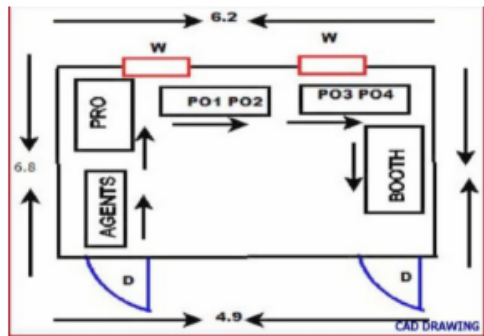 6.2
W
W
PRO
PO1 PO2
PO3 PO4
6.8
AGENTS
BOOTH
D
D
4.9
CAD DRAWING